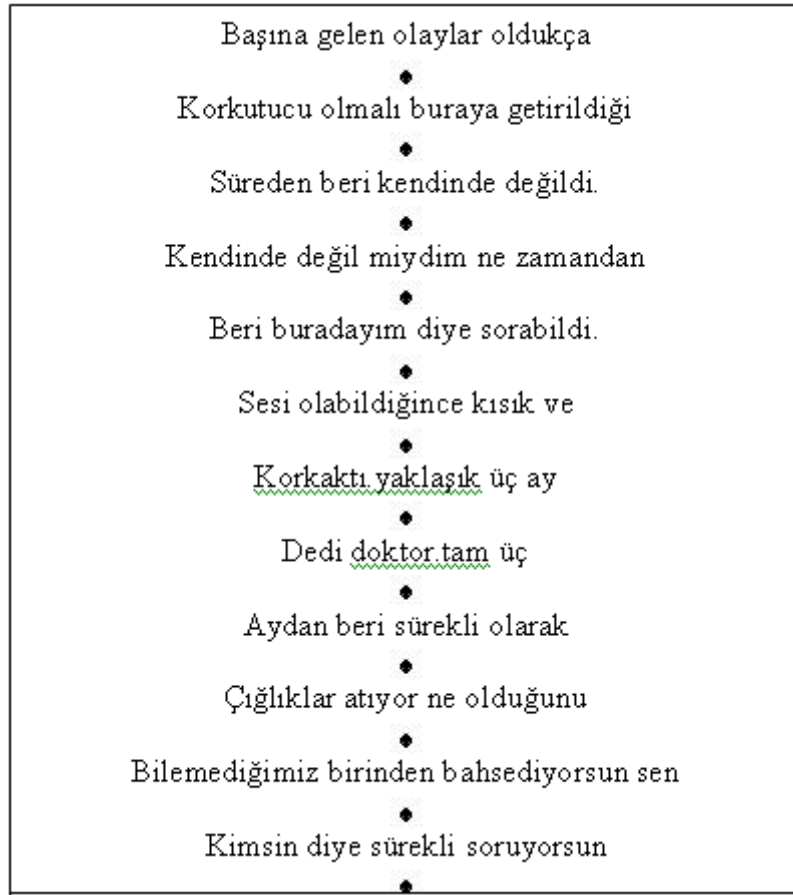 Başına gelen olaylar oldukça
●
Korkutucu olmalı buraya getirildiği
●
Süreden beri kendinde değildi.
●
Kendinde değil miydim ne zamandan
●
Beri buradayım diye sorabildi.
●
Sesi olabildiğince kısık ve
●
Korkaktı.yaklaşık üç ay
●
Dedi doktor.tam üç
●
Aydan beri sürekli olarak
●
Çığlıklar atıyor ne olduğunu
●
Bilemediğimiz birinden bahsediyorsun sen
●
Kimsin diye sürekli soruyorsun
●